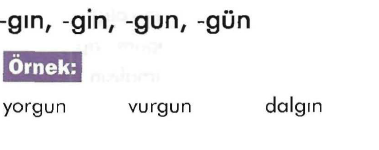 -gın, -gin, -gun, -gün
Örnek:
yorgun vurgun dalgın